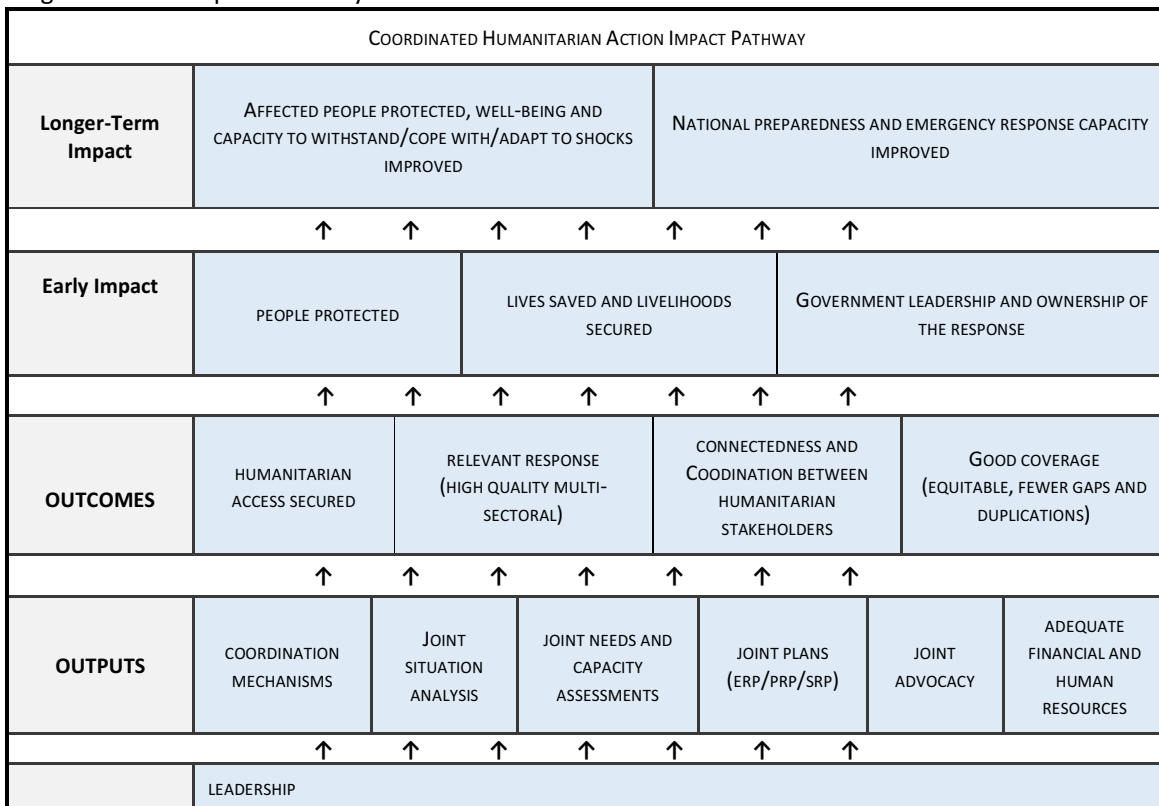 COORDINATED HUMANITARIAN ACTION IMPACT PATHWAY
Longer-Term
Impact
AFFECTED PEOPLE PROTECTED, WELL-BEING AND
CAPACITY TO WITHSTAND/COPE WITH/ADAPT TO SHOCKS
IMPROVED
NATIONAL PREPAREDNESS AND EMERGENCY RESPONSE CAPACITY
IMPROVED
↑ ↑ ↑ ↑ ↑ ↑ ↑
Early Impact
PEOPLE PROTECTED
LIVES SAVED AND LIVELIHOODS
SECURED
GOVERNMENT LEADERSHIP AND OWNERSHIP OF
THE RESPONSE
↑ ↑ ↑ ↑ ↑ ↑ ↑
OUTCOMES
HUMANITARIAN
ACCESS SECURED
RELEVANT RESPONSE
(HIGH QUALITY MULTI-
SECTORAL)
CONNECTEDNESS AND
COODINATION BETWEEN
HUMANITARIAN
STAKEHOLDERS
GOOD COVERAGE
(EQUITABLE, FEWER GAPS AND
DUPLICATIONS)
↑ ↑ ↑ ↑ ↑ ↑ ↑
OUTPUTS
COORDINATION
MECHANISMS
JOINT
SITUATION
ANALYSIS
JOINT NEEDS AND
CAPACITY
ASSESSMENTS
JOINT PLANS
(ERP/PRP/SRP)
JOINT
ADVOCACY
ADEQUATE
FINANCIAL AND
HUMAN
RESOURCES
↑ ↑ ↑ ↑ ↑ ↑ ↑
LEADERSHIP